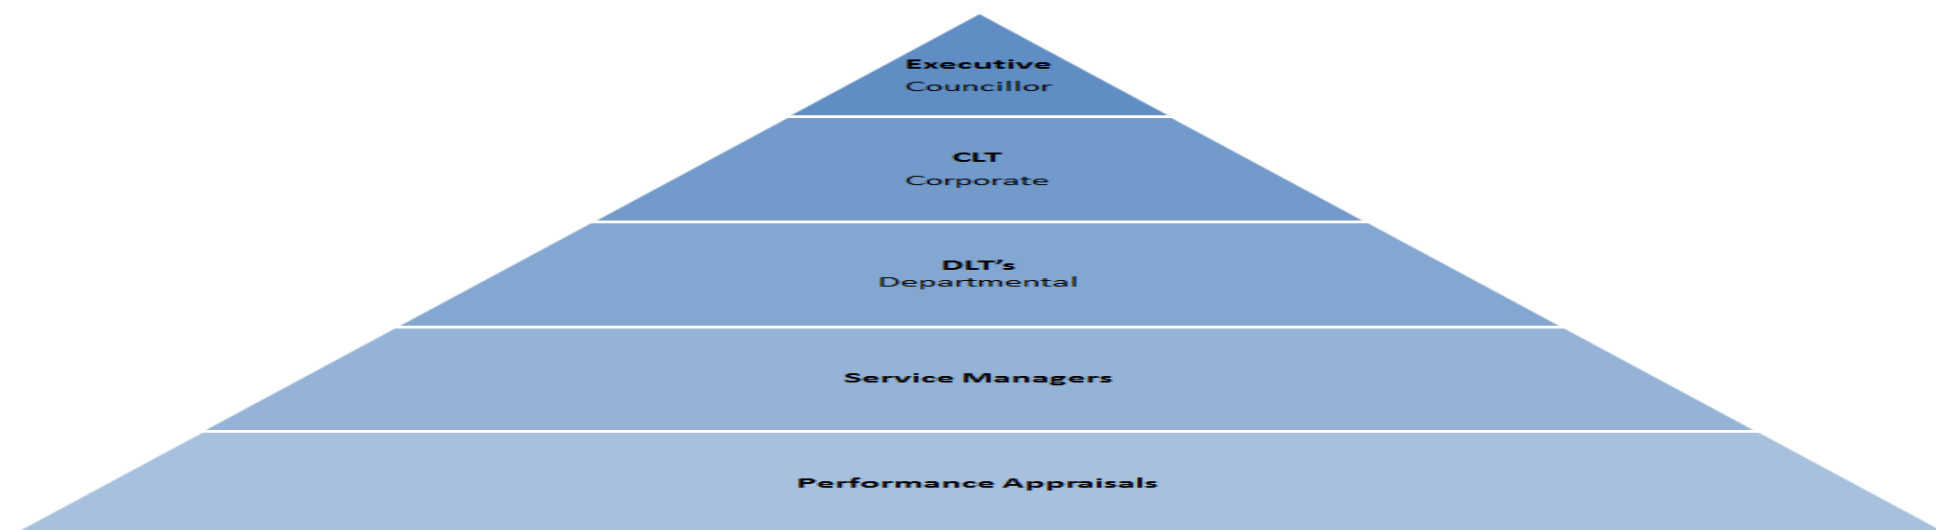 Executive
Councillor
CLT
Corporate
DLT’s
Departmental
Service Managers
Performance Appraisals